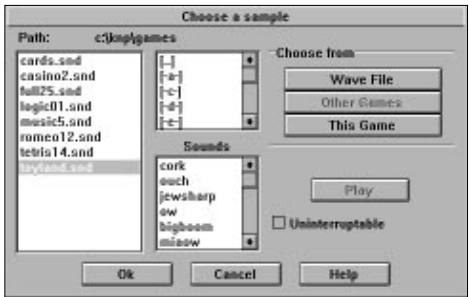 Choose a sample
Path: c:\knp\games
cards.snd
casino2.snd
full25.snd
logic01.snd
music5.snd
romeo12.snd
tetris14.snd
toyland.snd
[..]
[-a-]
[-c-]
[-d-]
[-e-]
Sounds
cork
ouch
jewsharp
ow
bigboom
miaow
Choose from
Wave File
Other Games
This Game
Play
Uninterruptable
Ok
Cancel
Help